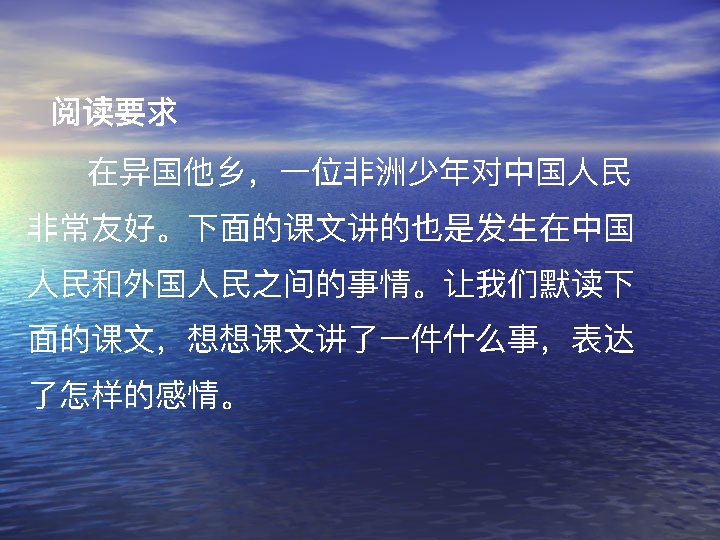 阅读要求
在异国他乡，一位非洲少年对中国人民
非常友好。下面的课文讲的也是发生在中国
人民和外国人民之间的事情。让我们默读下
面的课文，想想课文讲了一件什么事，表达
了怎样的感情。